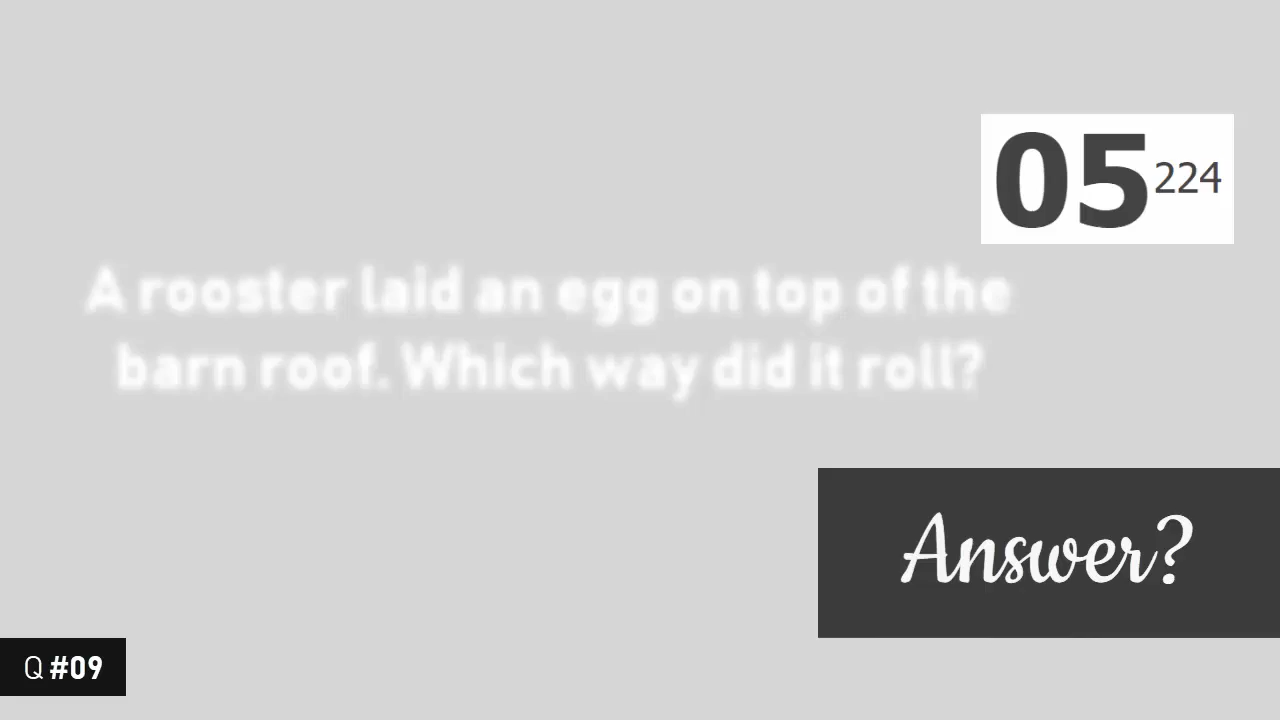 05 224
A rooster laid an egg on top of the
barn roof. Which way did it roll?
Answer?
Q #09